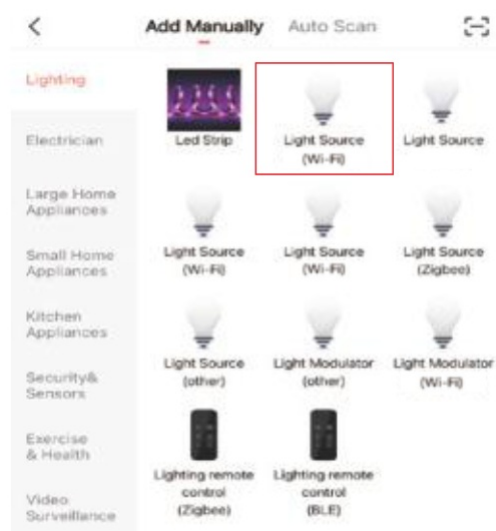 Add Manually Auto Scan
Lighting
Electrician
Large Home
Appliances
Small Home
Appliances
Kitchen
Appliances
Security&
Sensors
Exercise
& Health
Video
Surveillance
Led Strip
Light Source
(Wi-Fi)
Light Source
Light Source
(Wi-Fi)
Light Source
(Wi-Fi)
Light Source
(Zigbee)
Light Source
(other)
Light Modulator
(other)
Light Modulator
(Wi-Fi)
Lighting remote
control
(Zigbee)
Lighting remote
control
(BLE)